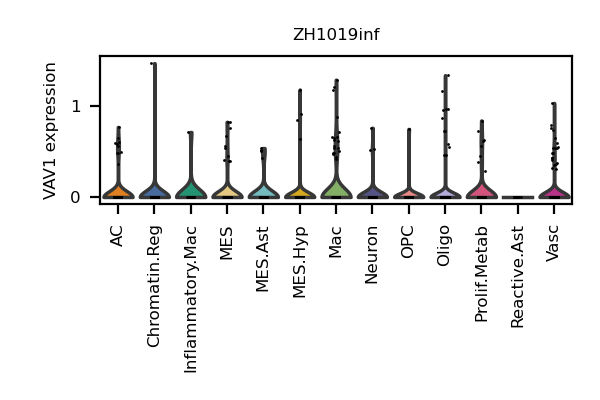 ZH1019inf
VAV1 expression
1
0
AC
Chromatin.Reg
Inflammatory.Mac
MES
MES.Ast
MES.Hyp
Mac
Neuron
OPC
Oligo
Prolif.Metab
Reactive.Ast
Vasc